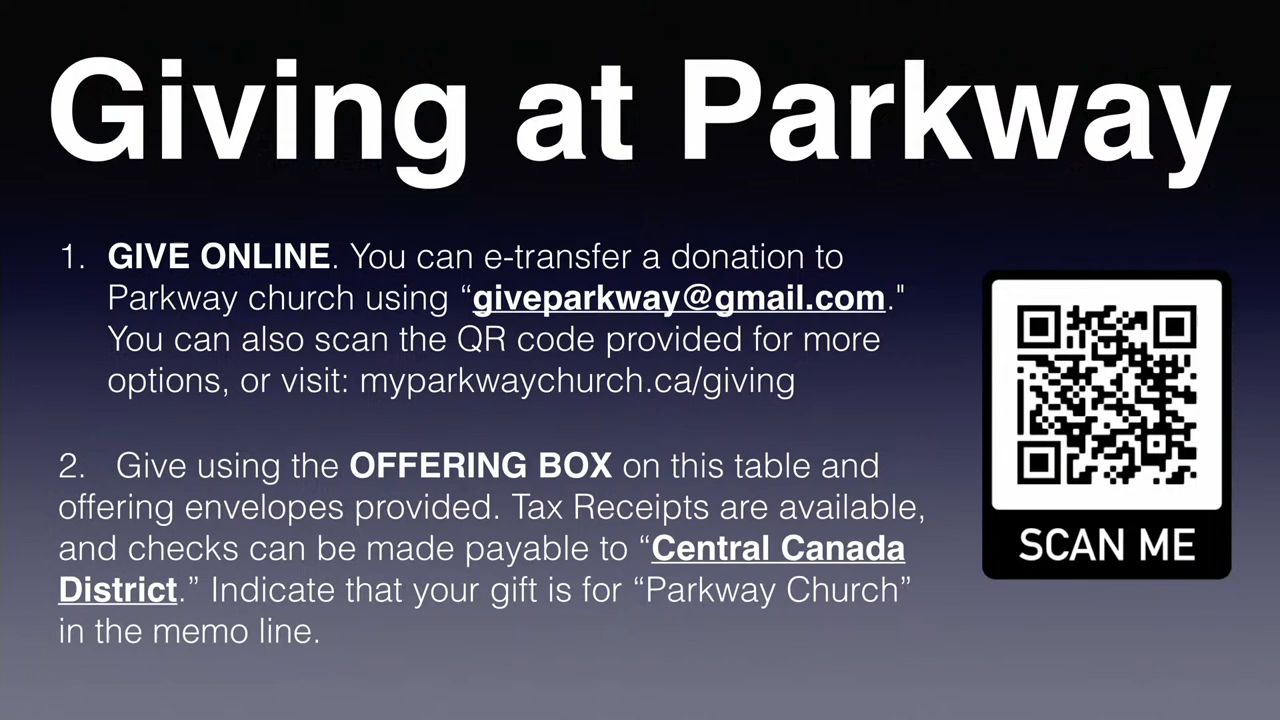 Giving at Parkway
1. GIVE ONLINE. You can e-transfer a donation to
Parkway church using “giveparkway@gmail.com."
You can also scan the QR code provided for more
options, or visit: myparkwaychurch.ca/giving
2. Give using the OFFERING BOX on this table and
offering envelopes provided. Tax Receipts are available,
and checks can be made payable to “Central Canada
District.” Indicate that your gift is for “Parkway Church”
in the memo line.
SCAN ME